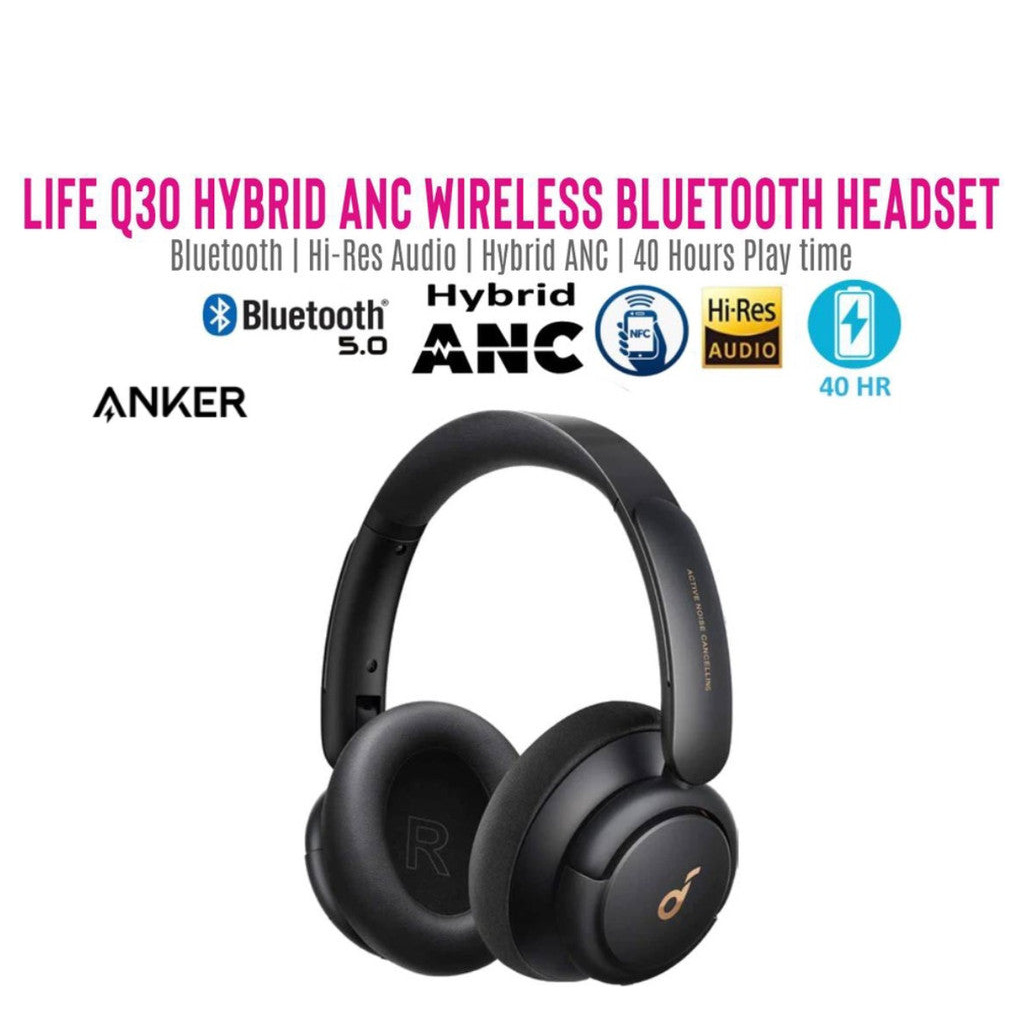 LIFE Q30 HYBRID ANC WIRELESS BLUETOOTH HEADSET
Bluetooth | Hi-Res Audio | Hybrid ANC | 40 Hours Play time
Bluetooth®
5.0
Hybrid
ANC
NFC
Hi-Res
AUDIO
40 HR
ANKER
ACTIVE NOISE CANCELLING
R